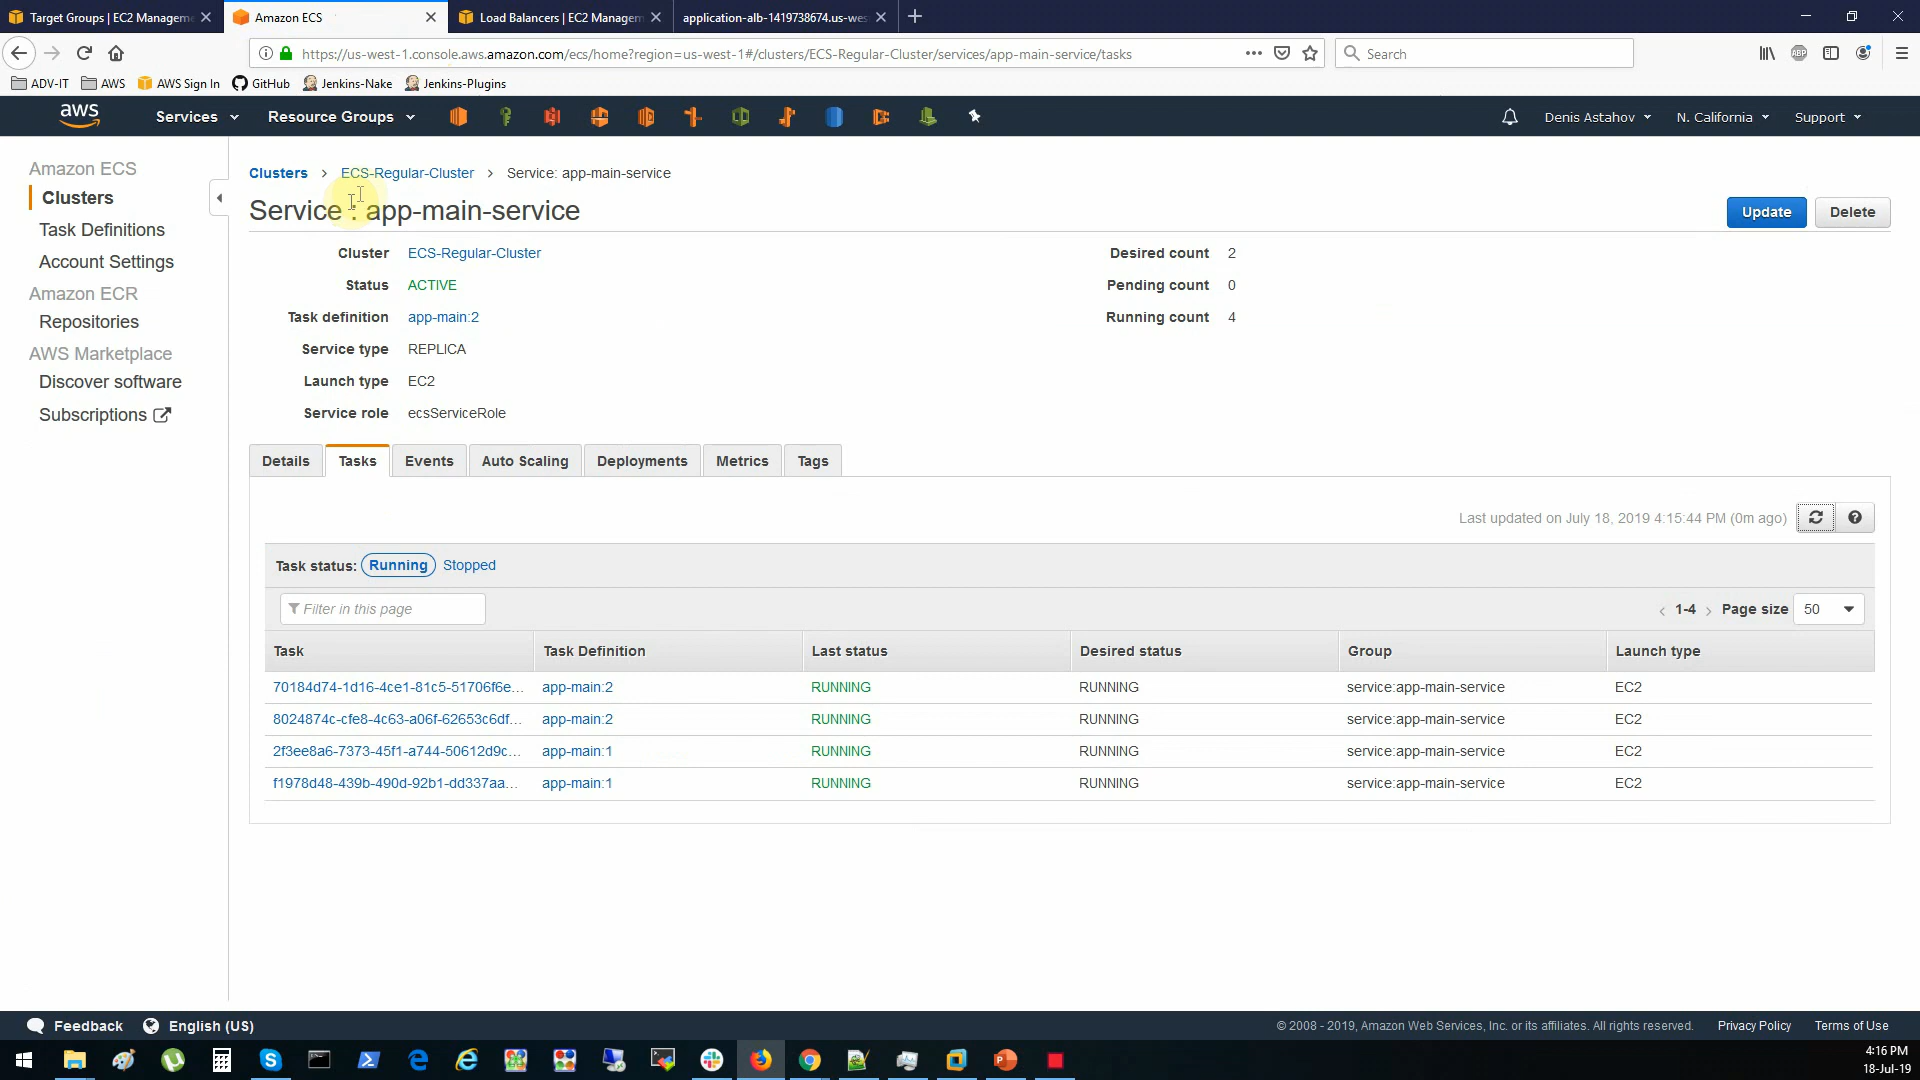 Target Groups | EC2 Manageme
Amazon ECS
Load Balancers | EC2 Managem
application-alb-1419738674.us-wes
https://us-west-1.console.aws.amazon.com/ecs/home?region=us-west-1#/clusters/ECS-Regular-Cluster/services/app-main-service/tasks
Search
ADV-IT
AWS
AWS Sign In
GitHub
Jenkins-Nake
Jenkins-Plugins
aws
Services
Resource Groups
Denis Astahov
N. California
Support
Amazon ECS
Clusters
Task Definitions
Account Settings
Amazon ECR
Repositories
AWS Marketplace
Discover software
Subscriptions
Clusters > ECS-Regular-Cluster > Service: app-main-service
Service : app-main-service
Update
Delete
Cluster ECS-Regular-Cluster
Status ACTIVE
Task definition app-main:2
Service type REPLICA
Launch type EC2
Service role ecsServiceRole
Desired count 2
Pending count 0
Running count 4
Details
Tasks
Events
Auto Scaling
Deployments
Metrics
Tags
Last updated on July 18, 2019 4:15:44 PM (0m ago)
Task status: Running Stopped
Filter in this page
< 1-4 > Page size 50
Task Task Definition Last status Desired status Group Launch type
70184d74-1d16-4ce1-81c5-51706f6e... app-main:2 RUNNING RUNNING service:app-main-service EC2
8024874c-cfe8-4c63-a06f-62653c6df... app-main:2 RUNNING RUNNING service:app-main-service EC2
2f3ee8a6-7373-45f1-a744-50612d9c... app-main:1 RUNNING RUNNING service:app-main-service EC2
f1978d48-439b-490d-92b1-dd337aa... app-main:1 RUNNING RUNNING service:app-main-service EC2
Feedback
English (US)
© 2008 - 2019, Amazon Web Services, Inc. or its affiliates. All rights reserved.
Privacy Policy
Terms of Use
4:16 PM
18-Jul-19